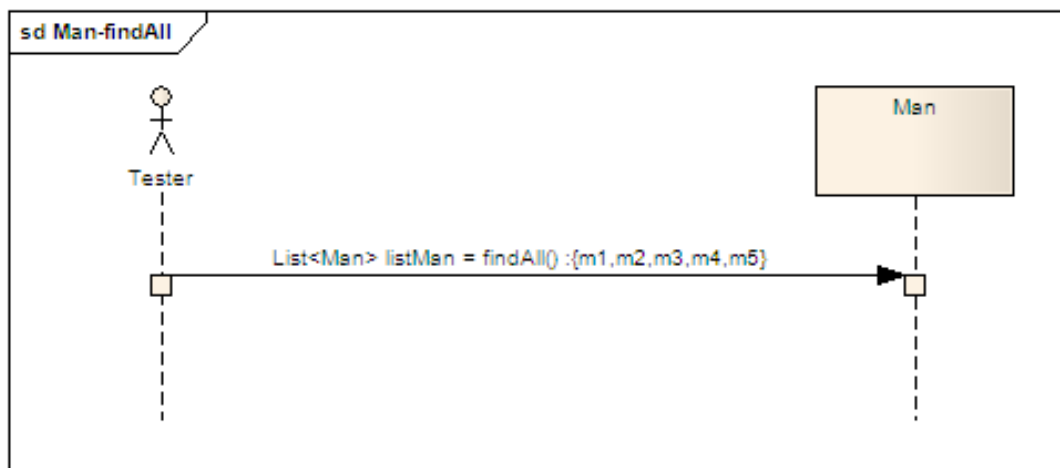 sd Man-findAll
Man
Tester
List<Man> listMan = findAll() :{m1,m2,m3,m4,m5}